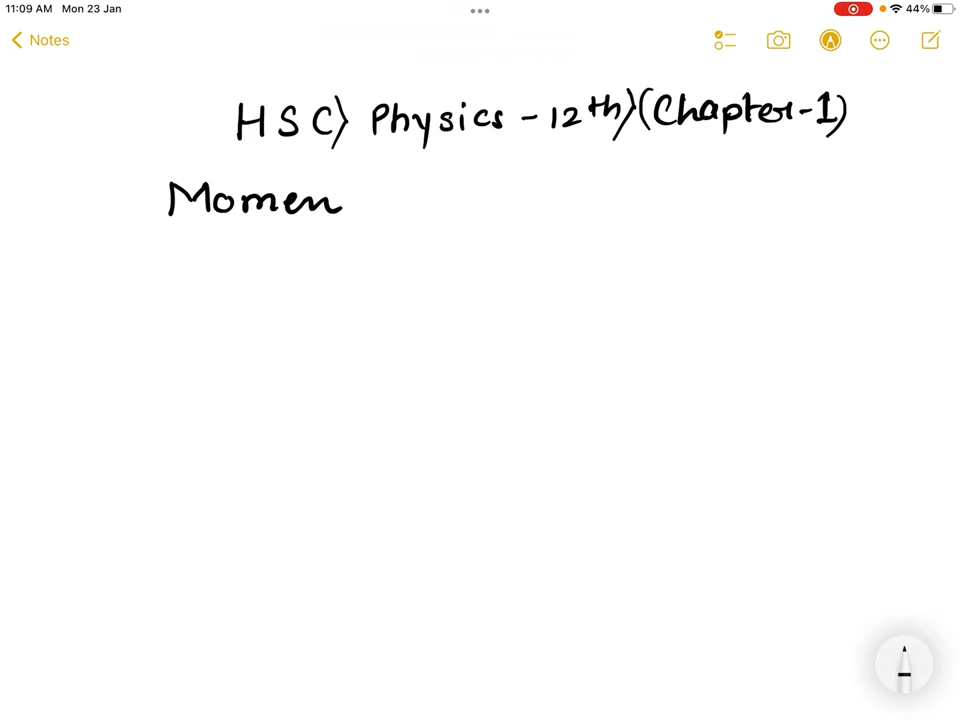 11:09 AM Mon 23 Jan
44%
Notes
HSC) Physics - 12th) (Chapter-1)
Momen